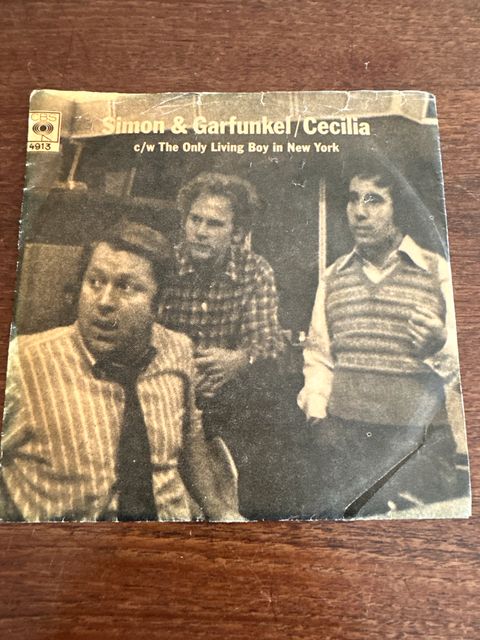 CBS
4913
Simon & Garfunkel/Cecilia
c/w The Only Living Boy in New York